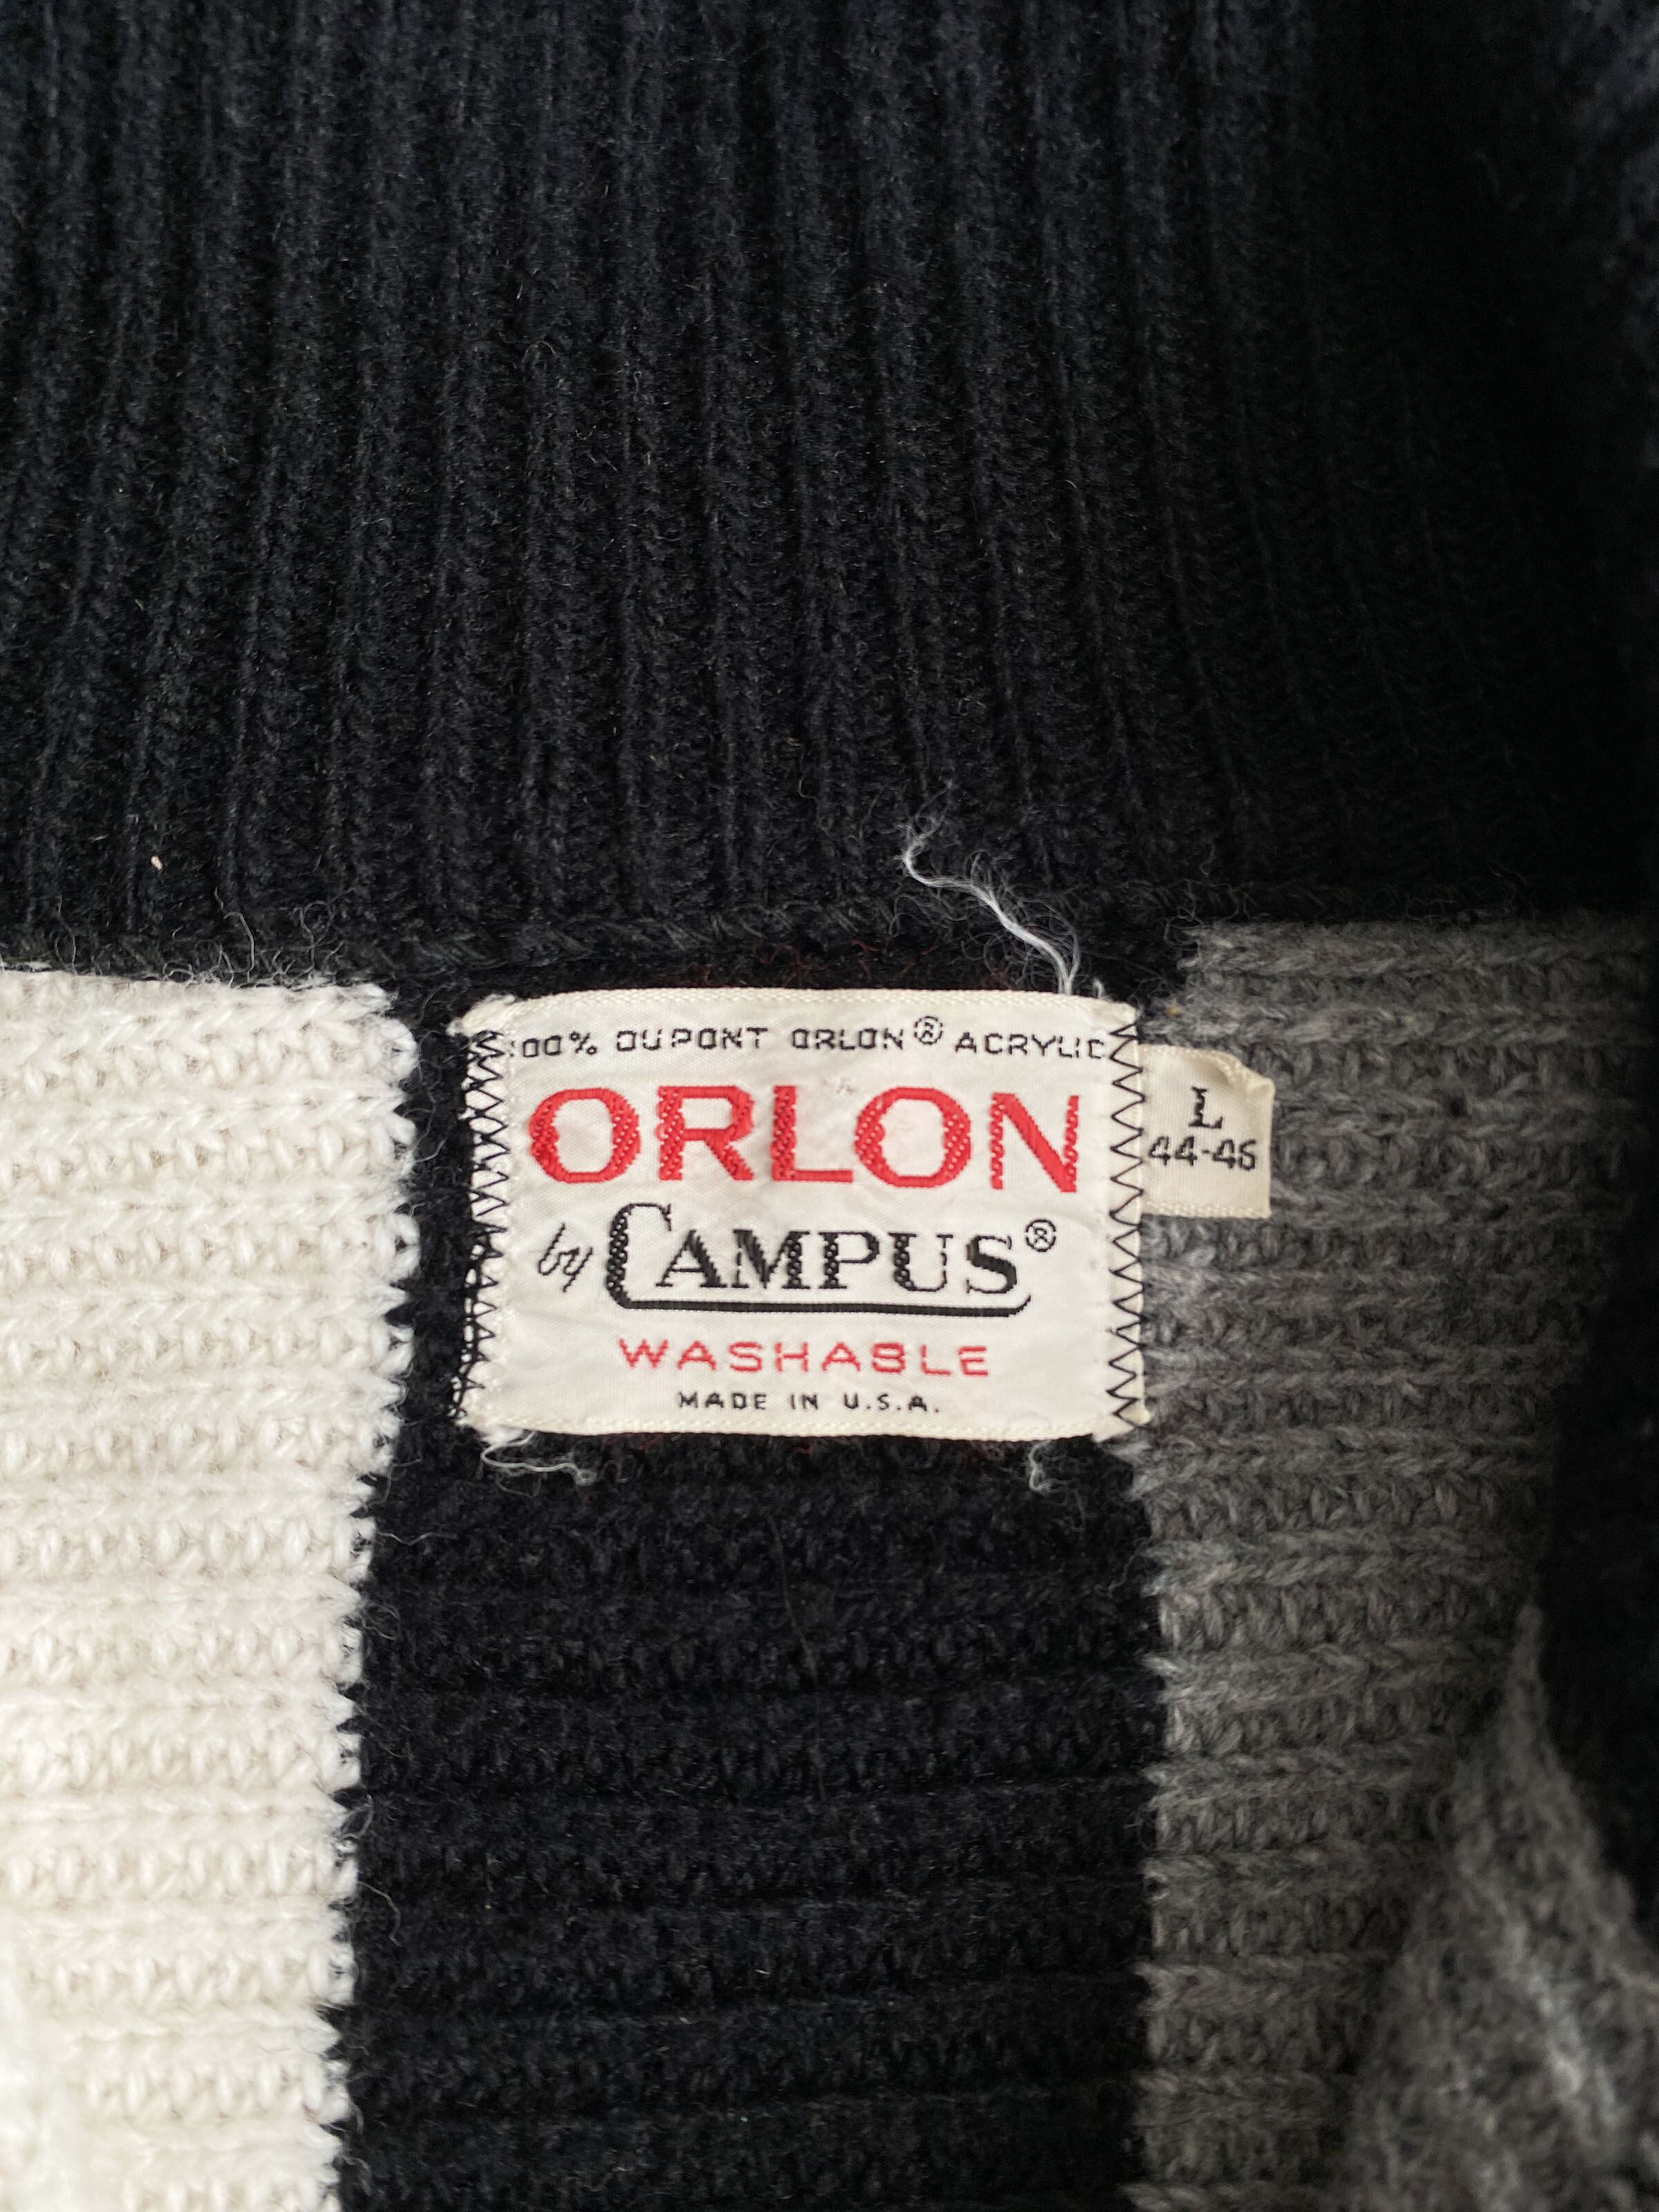 100% DUPONT ORLON® ACRYLIC
ORLON
by CAMPUS®
WASHABLE
MADE IN U.S.A.
L
44-46